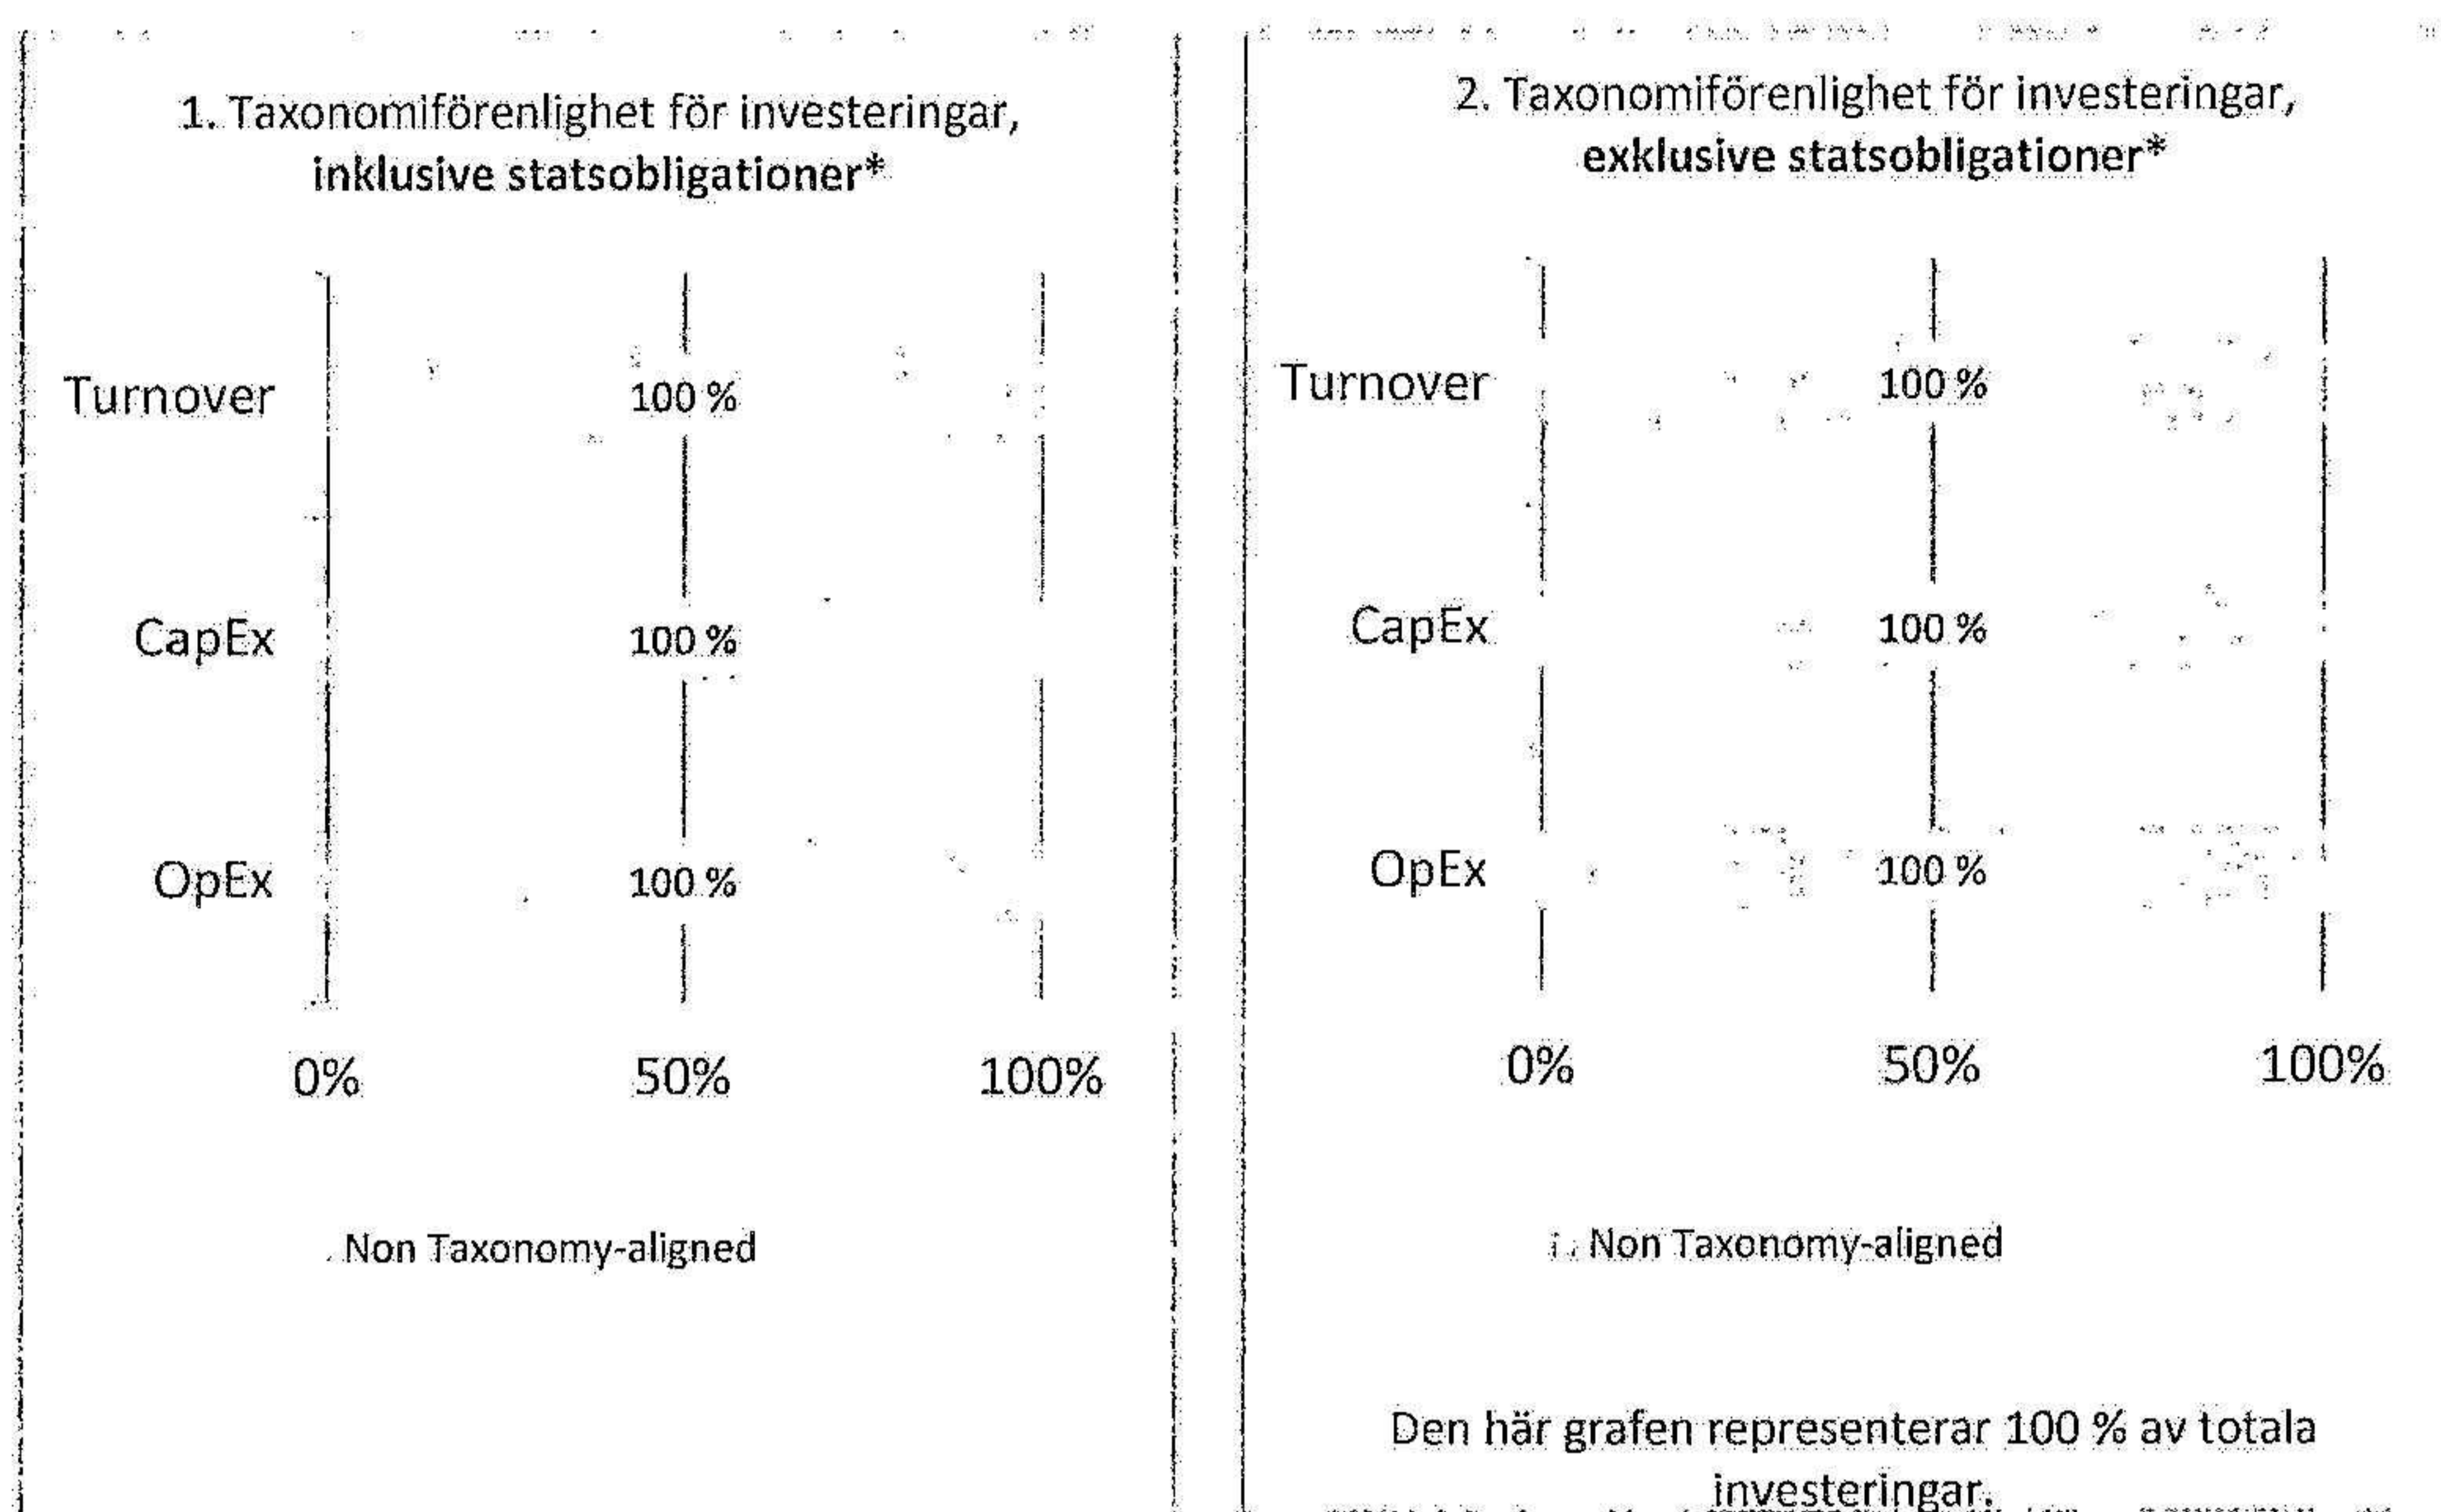 1. Taxonomiförenlighet för investeringar,
inklusive statsobligationer*
Turnover 100 %
CapEx 100 %
OpEx 100 %
0% 50% 100%
Non Taxonomy-aligned
2. Taxonomiförenlighet för investeringar,
exklusive statsobligationer*
Turnover 100 %
CapEx 100 %
OpEx 100 %
0% 50% 100%
Non Taxonomy-aligned
Den här grafen representerar 100 % av totala
investeringar.